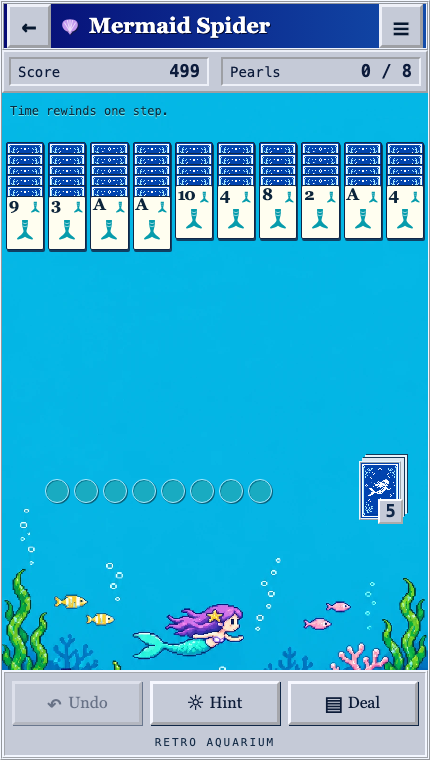 ← Mermaid Spider ≡
Score 499 Pearls 0 / 8
Time rewinds one step.
9 3 A A 10 4 8 2 A 4
5
Undo Hint Deal
RETRO AQUARIUM